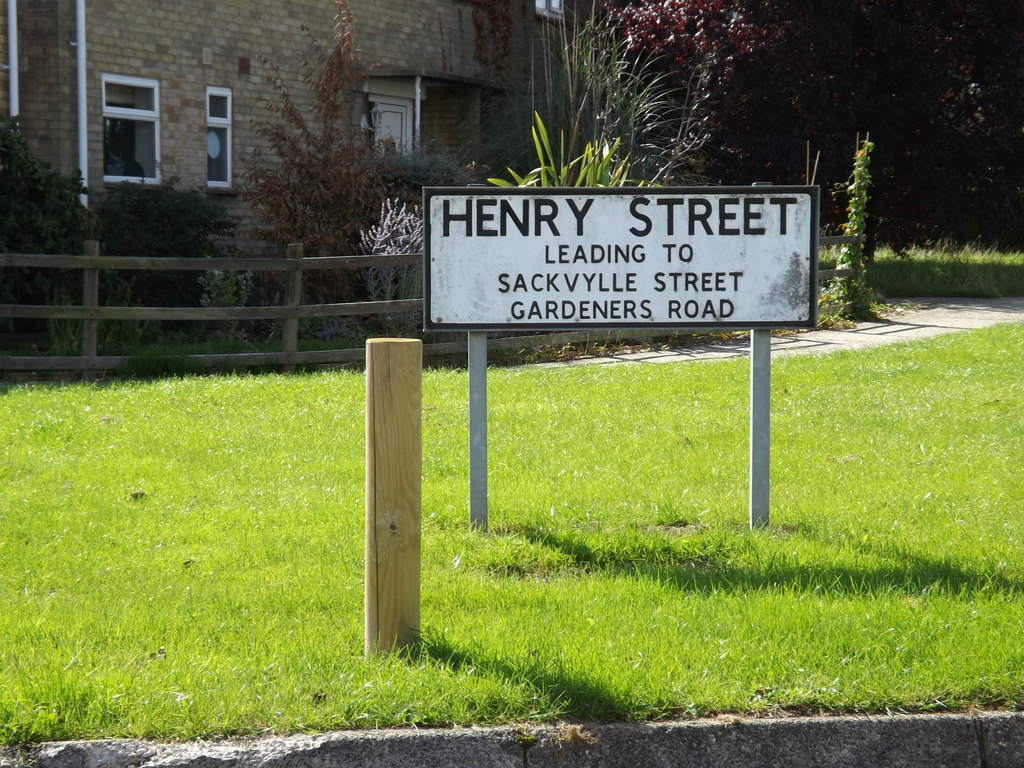 HENRY STREET
LEADING TO
SACKVYLLE STREET
GARDENERS ROAD